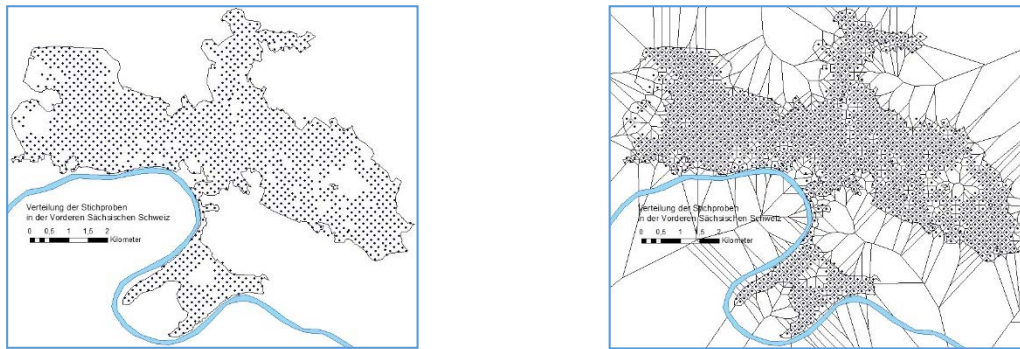 Verteilung der Stichproben
in der Vorderen Sächsischen Schweiz
0 0,5 1 1,5 2
Kilometer
Verteilung der Stichproben
in der Vorderen Sächsischen Schweiz
0 0,5 1 1,5 2
Kilometer